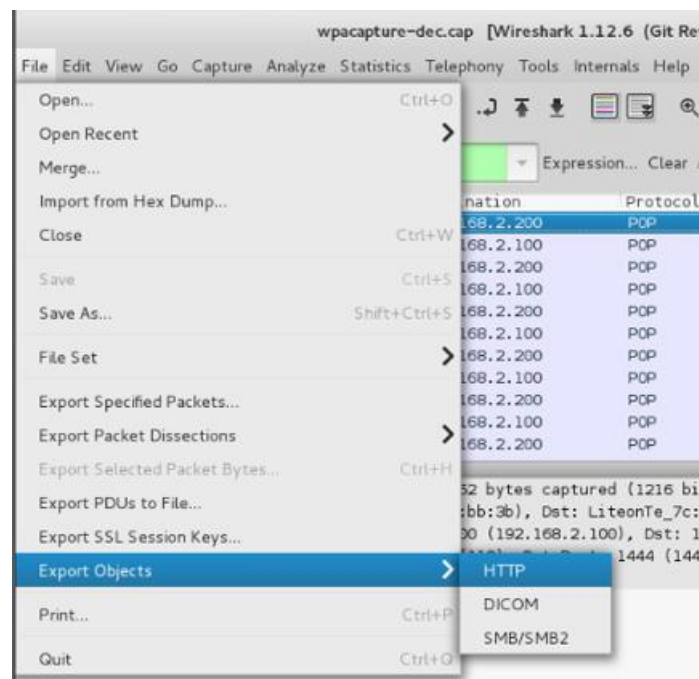 wpacapture-dec.cap [Wireshark 1.12.6 (Git Re
File Edit View Go Capture Analyze Statistics Telephony Tools Internals Help
Open... Ctrl+O
Open Recent
Merge...
Expression... Clear
Import from Hex Dump...
nation Protocol
168.2.200 POP
Close Ctrl+W
168.2.100 POP
168.2.200 POP
Save Ctrl+S
168.2.100 POP
Save As... Shift+Ctrl+S
168.2.200 POP
168.2.100 POP
File Set
168.2.200 POP
168.2.100 POP
Export Specified Packets...
168.2.200 POP
168.2.100 POP
Export Packet Dissections
168.2.200 POP
Export Selected Packet Bytes... Ctrl+H
52 bytes captured (1216 bi
Export PDUs to File...
:bb:3b), Dst: LiteonTe_7c:
Export SSL Session Keys...
00 (192.168.2.100), Dst: 1
1444 (144
Export Objects
HTTP
DICOM
Print... Ctrl+P
SMB/SMB2
Quit Ctrl+Q